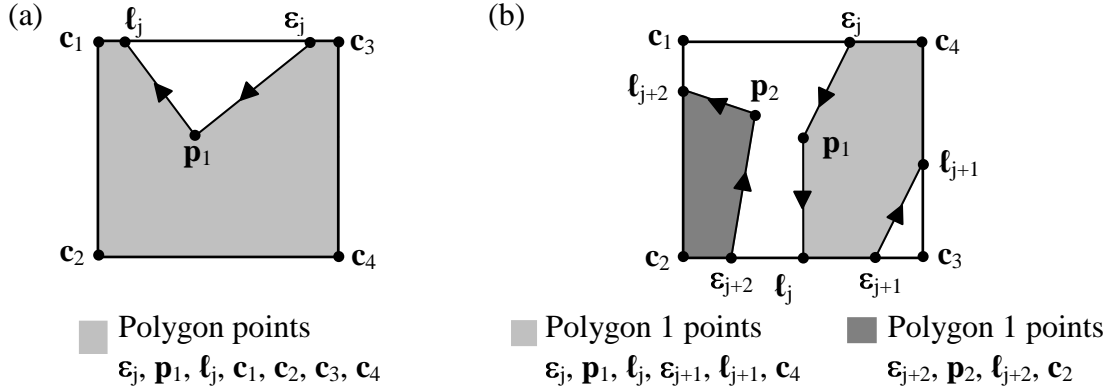 (a)
ℓj
εj
c1
c3
p1
c2
c4
Polygon points
εj, p1, ℓj, c1, c2, c3, c4
(b)
εj
c1
c4
ℓj+2
p2
p1
ℓj+1
c2
c3
εj+2
ℓj
εj+1
Polygon 1 points
εj, p1, ℓj, εj+1, ℓj+1, c4
Polygon 1 points
εj+2, p2, ℓj+2, c2